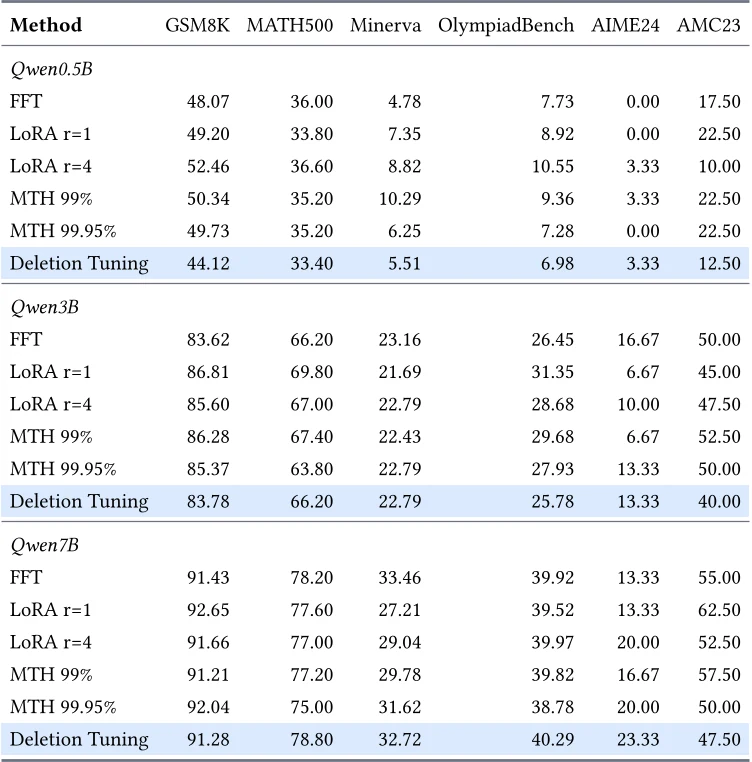 Method GSM8K MATH500 Minerva OlympiadBench AIME24 AMC23
Qwen0.5B
FFT 48.07 36.00 4.78 7.73 0.00 17.50
LoRA r=1 49.20 33.80 7.35 8.92 0.00 22.50
LoRA r=4 52.46 36.60 8.82 10.55 3.33 10.00
MTH 99% 50.34 35.20 10.29 9.36 3.33 22.50
MTH 99.95% 49.73 35.20 6.25 7.28 0.00 22.50
Deletion Tuning 44.12 33.40 5.51 6.98 3.33 12.50
Qwen3B
FFT 83.62 66.20 23.16 26.45 16.67 50.00
LoRA r=1 86.81 69.80 21.69 31.35 6.67 45.00
LoRA r=4 85.60 67.00 22.79 28.68 10.00 47.50
MTH 99% 86.28 67.40 22.43 29.68 6.67 52.50
MTH 99.95% 85.37 63.80 22.79 27.93 13.33 50.00
Deletion Tuning 83.78 66.20 22.79 25.78 13.33 40.00
Qwen7B
FFT 91.43 78.20 33.46 39.92 13.33 55.00
LoRA r=1 92.65 77.60 27.21 39.52 13.33 62.50
LoRA r=4 91.66 77.00 29.04 39.97 20.00 52.50
MTH 99% 91.21 77.20 29.78 39.82 16.67 57.50
MTH 99.95% 92.04 75.00 31.62 38.78 20.00 50.00
Deletion Tuning 91.28 78.80 32.72 40.29 23.33 47.50